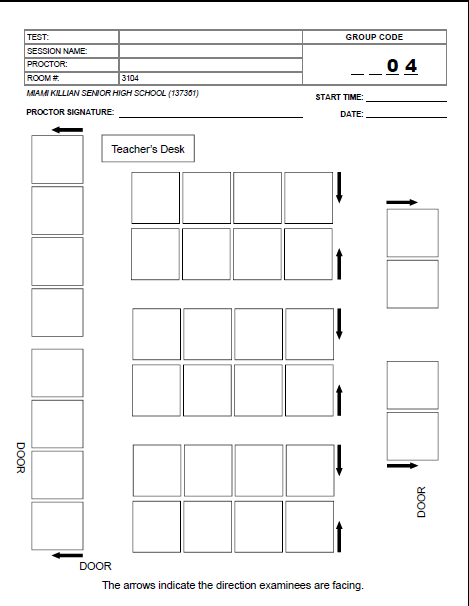 TEST:
GROUP CODE
SESSION NAME:
PROCTOR:
_ _ 0 4
ROOM #: 3104
MIAMI KILLIAN SENIOR HIGH SCHOOL (137361)
START TIME:
PROCTOR SIGNATURE:
DATE:
Teacher's Desk
DOOR
DOOR
DOOR
The arrows indicate the direction examinees are facing.